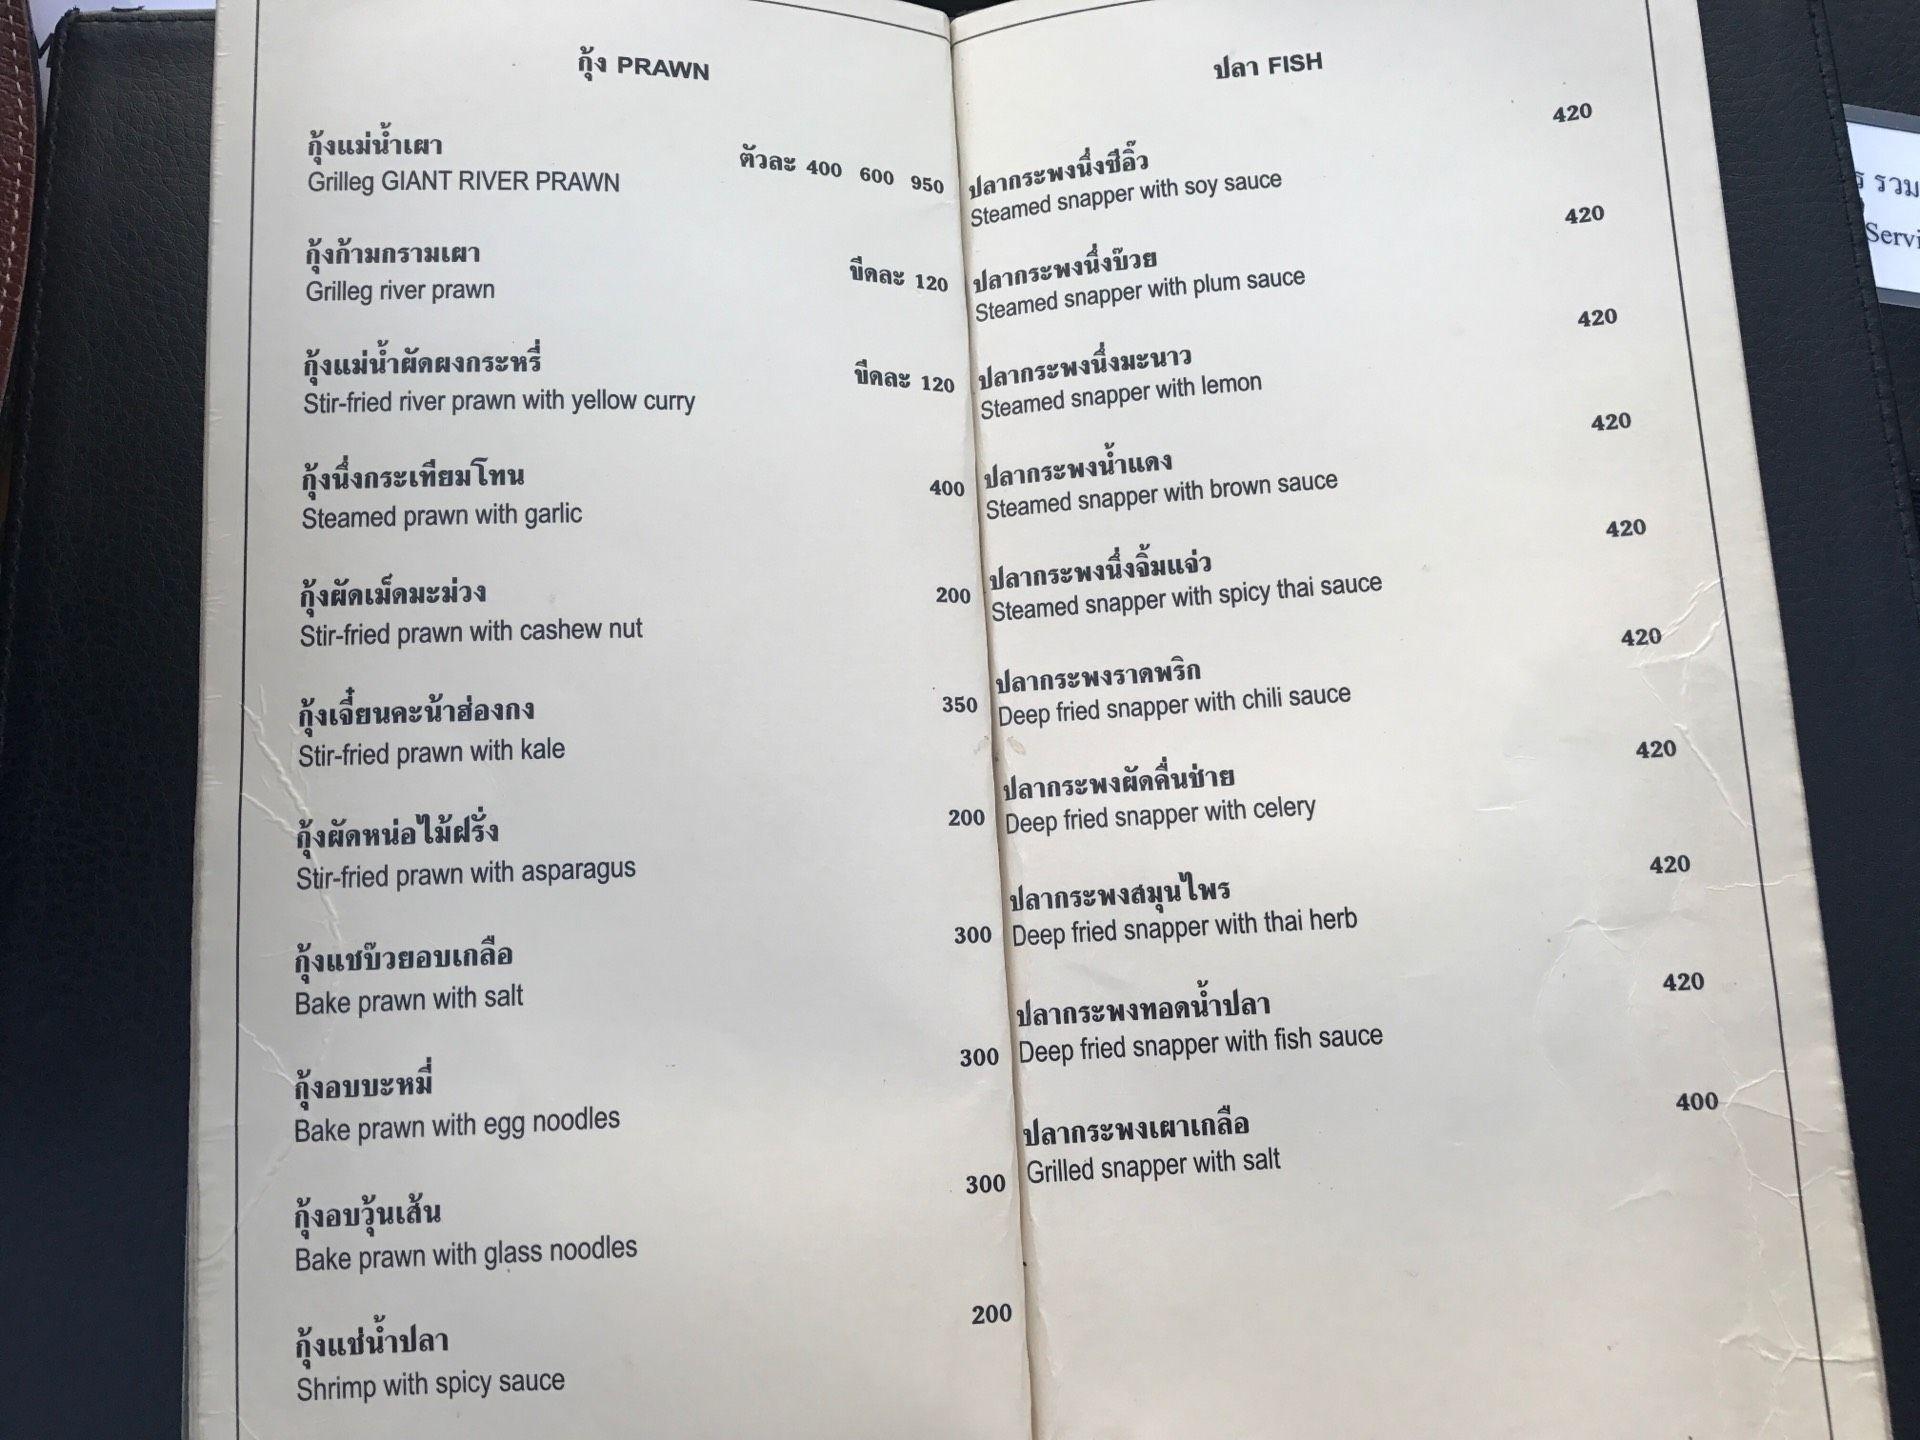 กุ้ง PRAWN
กุ้งแม่น้ำเผา
ตัวละ 400 600 950
Grilleg GIANT RIVER PRAWN
กุ้งก้ามกรามเผา
ขีดละ 120
Grilleg river prawn
กุ้งแม่น้ำผัดผงกระหรี่
ขีดละ 120
Stir-fried river prawn with yellow curry
กุ้งนึ่งกระเทียมโทน
400
Steamed prawn with garlic
กุ้งผัดเม็ดมะม่วง
200
Stir-fried prawn with cashew nut
กุ้งเจี๋ยนคะน้าฮ่องกง
350
Stir-fried prawn with kale
กุ้งผัดหน่อไม้ฝรั่ง
200
Stir-fried prawn with asparagus
กุ้งแชบ๊วยอบเกลือ
300
Bake prawn with salt
กุ้งอบบะหมี่
300
Bake prawn with egg noodles
กุ้งอบวุ้นเส้น
300
Bake prawn with glass noodles
กุ้งแช่น้ำปลา
200
Shrimp with spicy sauce
ปลา FISH
420
ปลากระพงนึ่งซีอิ๊ว
Steamed snapper with soy sauce
420
ปลากระพงนึ่งบ๊วย
Steamed snapper with plum sauce
420
ปลากระพงนึ่งมะนาว
Steamed snapper with lemon
420
ปลากระพงน้ำแดง
Steamed snapper with brown sauce
420
ปลากระพงนึ่งจิ้มแจ่ว
Steamed snapper with spicy thai sauce
420
ปลากระพงราดพริก
Deep fried snapper with chili sauce
420
ปลากระพงผัดคื่นช่าย
Deep fried snapper with celery
420
ปลากระพงสมุนไพร
Deep fried snapper with thai herb
420
ปลากระพงทอดน้ำปลา
Deep fried snapper with fish sauce
400
ปลากระพงเผาเกลือ
Grilled snapper with salt
รวม
Servi